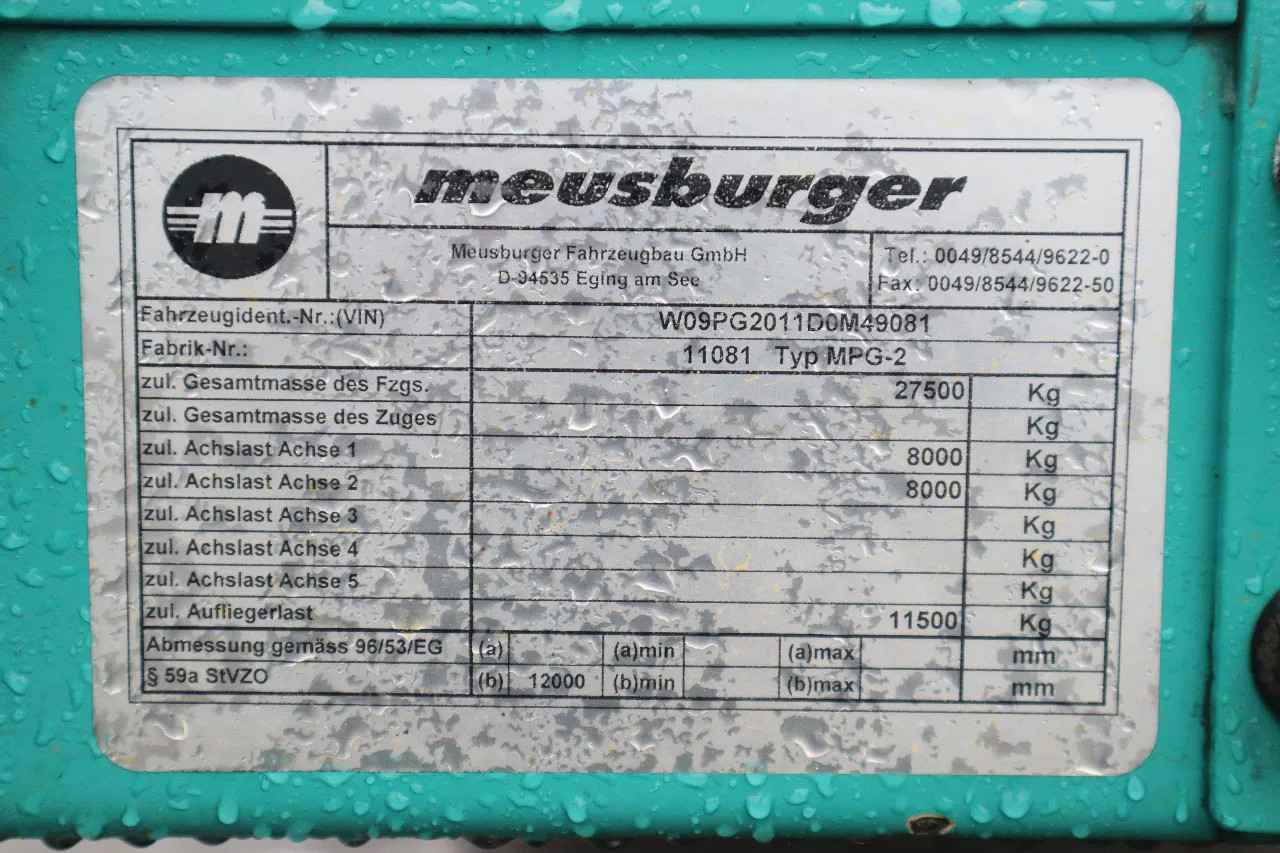 m
meusburger
Meusburger Fahrzeugbau GmbH
D-94535 Eging am See
Tel.: 0049/8544/9622-0
Fax: 0049/8544/9622-50
Fahrzeugident.-Nr.:(VIN) W09PG2011D0M49081
Fabrik-Nr.: 11081 Typ MPG-2
zul. Gesamtmasse des Fzgs. 27500 Kg
zul. Gesamtmasse des Zuges Kg
zul. Achslast Achse 1 8000 Kg
zul. Achslast Achse 2 8000 Kg
zul. Achslast Achse 3 Kg
zul. Achslast Achse 4 Kg
zul. Achslast Achse 5 Kg
zul. Aufliegerlast 11500 Kg
Abmessung gemäss 96/53/EG (a) (a)min (a)max mm
§ 59a StVZO (b) 12000 (b)min (b)max mm